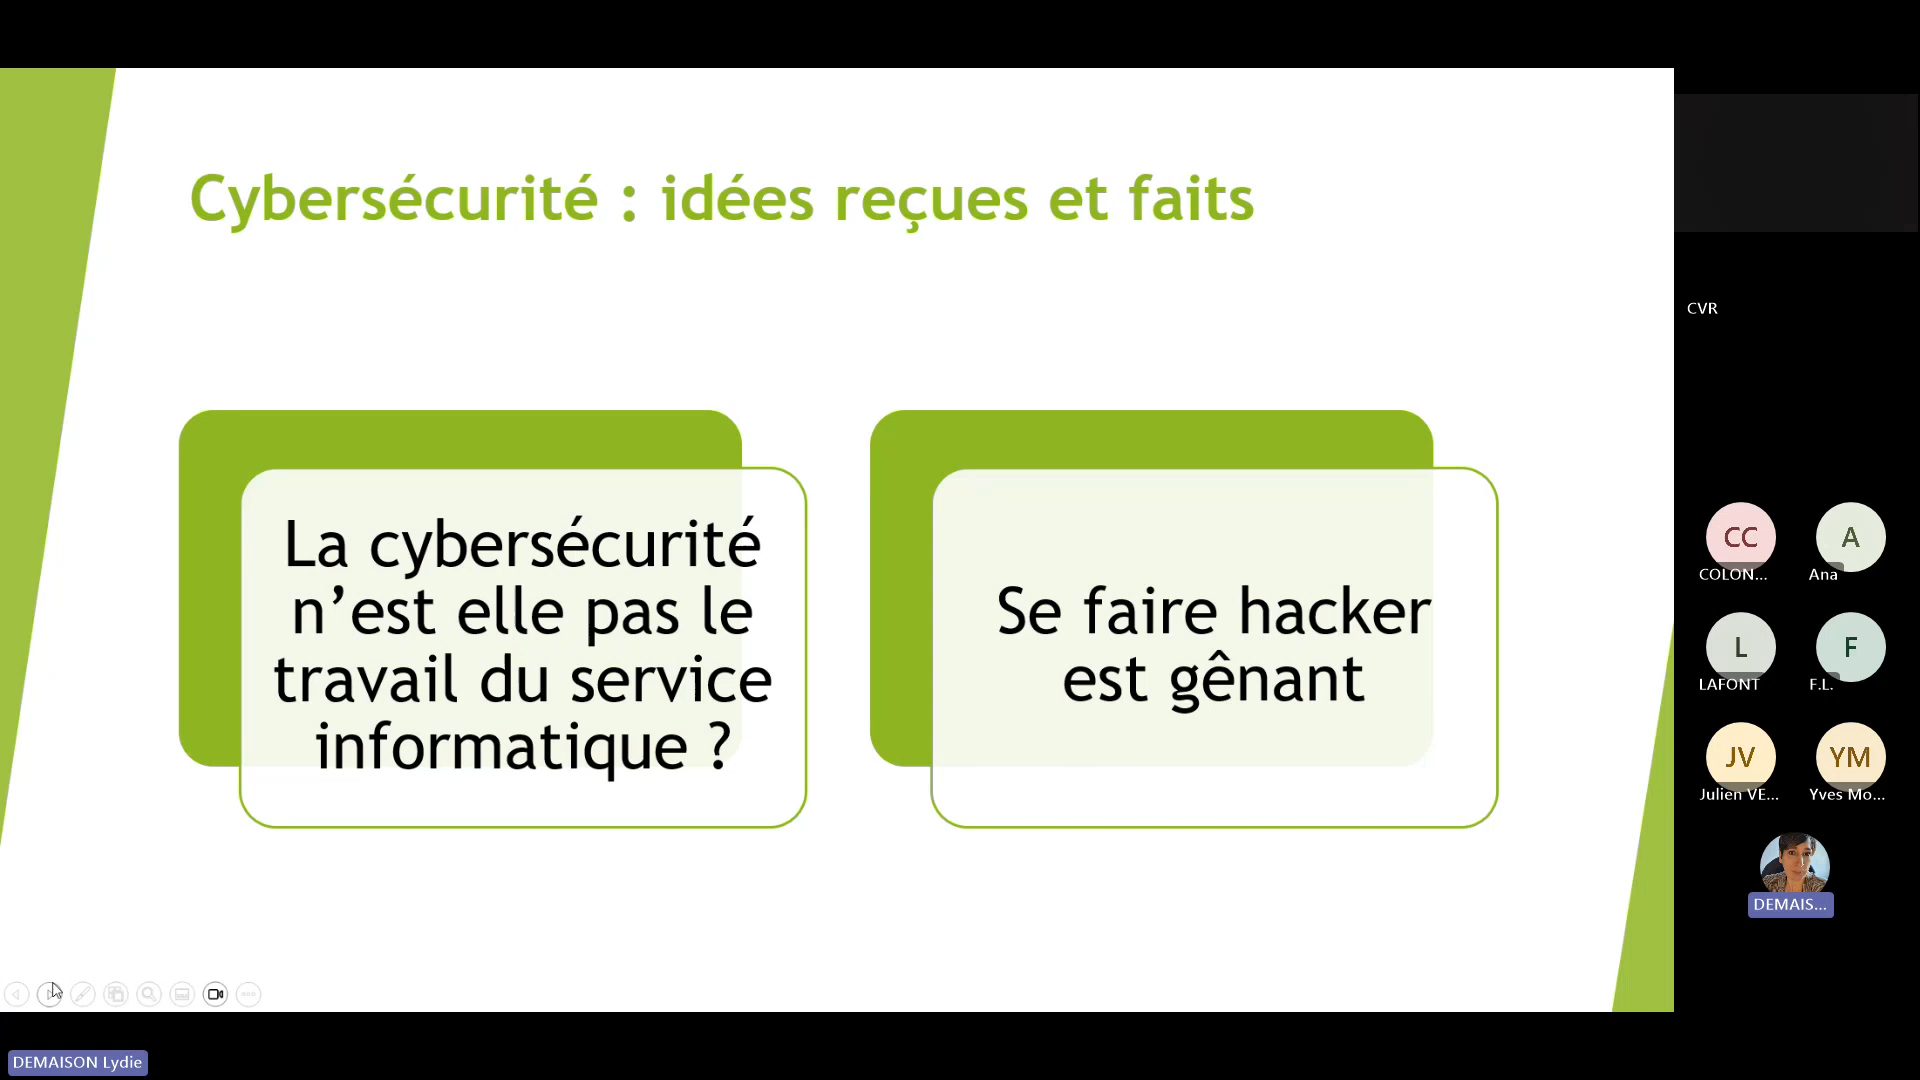 Cybersécurité : idées reçues et faits
La cybersécurité
n’est elle pas le
travail du service
informatique ?
Se faire hacker
est gênant
CVR
CC
COLON...
A
Ana
L
LAFONT
F
F.L.
JV
Julien VE...
YM
Yves Mo...
DEMAIS...
DEMAISON Lydie